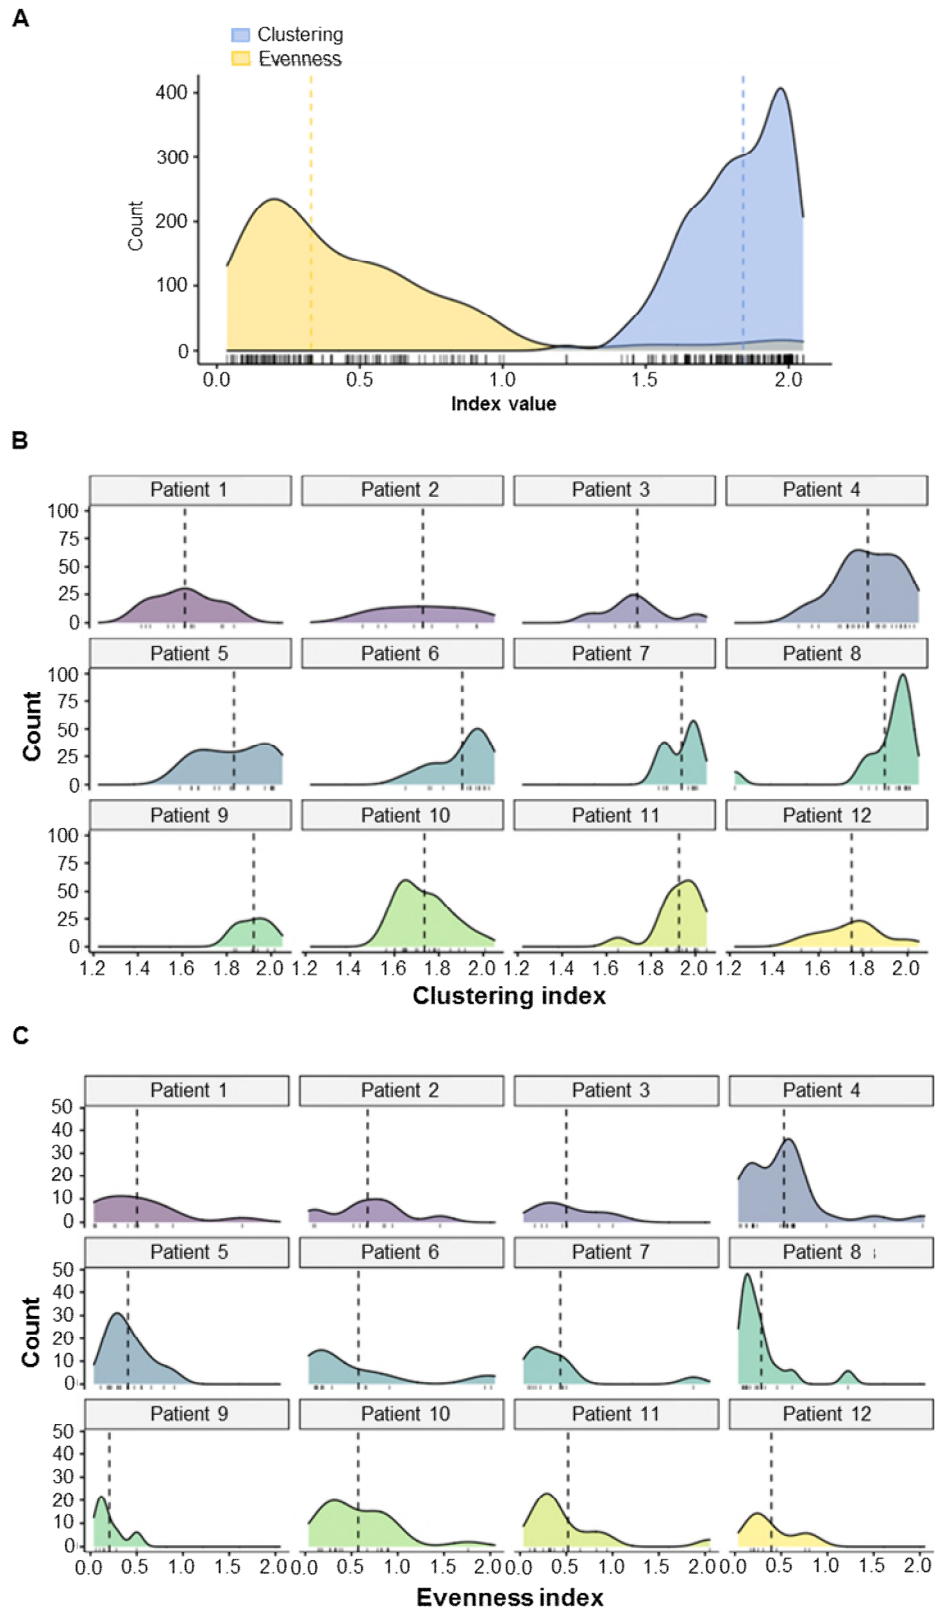 A
Clustering
Evenness
400
300
200
100
0
Count
0.0 0.5 1.0 1.5 2.0
Index value
B
Patient 1 Patient 2 Patient 3 Patient 4
100
75
50
25
0
Patient 5 Patient 6 Patient 7 Patient 8
100
75
50
25
0
Count
Patient 9 Patient 10 Patient 11 Patient 12
100
75
50
25
0
1.2 1.4 1.6 1.8 2.0 1.2 1.4 1.6 1.8 2.0 1.2 1.4 1.6 1.8 2.0 1.2 1.4 1.6 1.8 2.0
Clustering index
C
Patient 1 Patient 2 Patient 3 Patient 4
50
40
30
20
10
0
Patient 5 Patient 6 Patient 7 Patient 8
50
40
30
20
10
0
Count
Patient 9 Patient 10 Patient 11 Patient 12
50
40
30
20
10
0
0.0 0.5 1.0 1.5 2.0 0.0 0.5 1.0 1.5 2.0 0.0 0.5 1.0 1.5 2.0 0.0 0.5 1.0 1.5 2.0
Evenness index